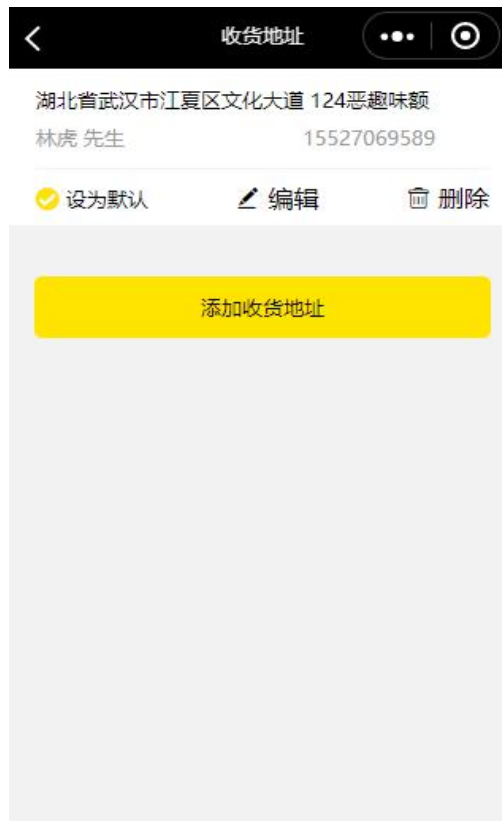 收货地址
湖北省武汉市江夏区文化大道 124恶趣味额
林虎 先生 15527069589
设为默认 编辑 删除
添加收货地址